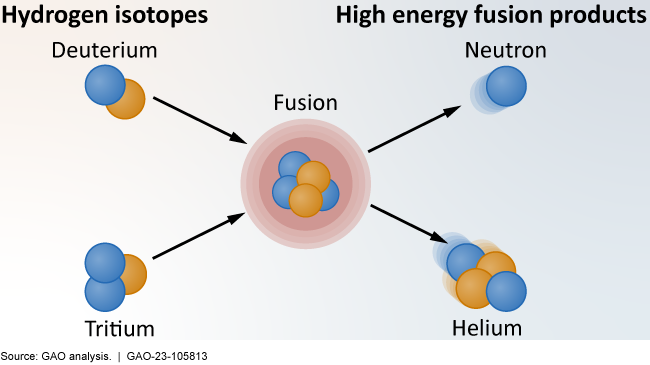 Hydrogen isotopes
High energy fusion products
Deuterium
Neutron
Fusion
Tritium
Helium
Source: GAO analysis. | GAO-23-105813